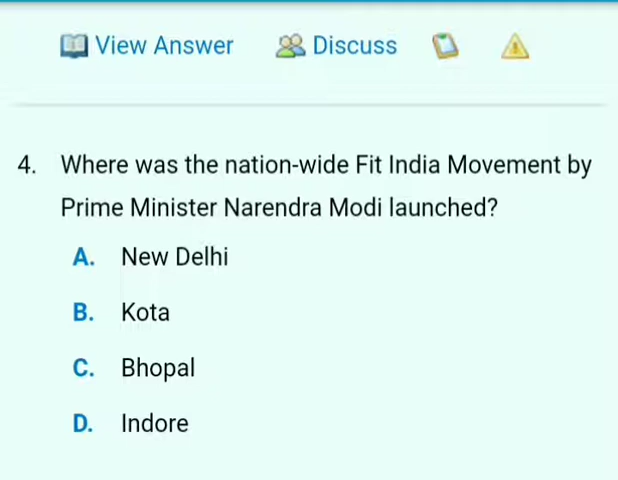 View Answer Discuss
4. Where was the nation-wide Fit India Movement by
Prime Minister Narendra Modi launched?
A. New Delhi
B. Kota
C. Bhopal
D. Indore